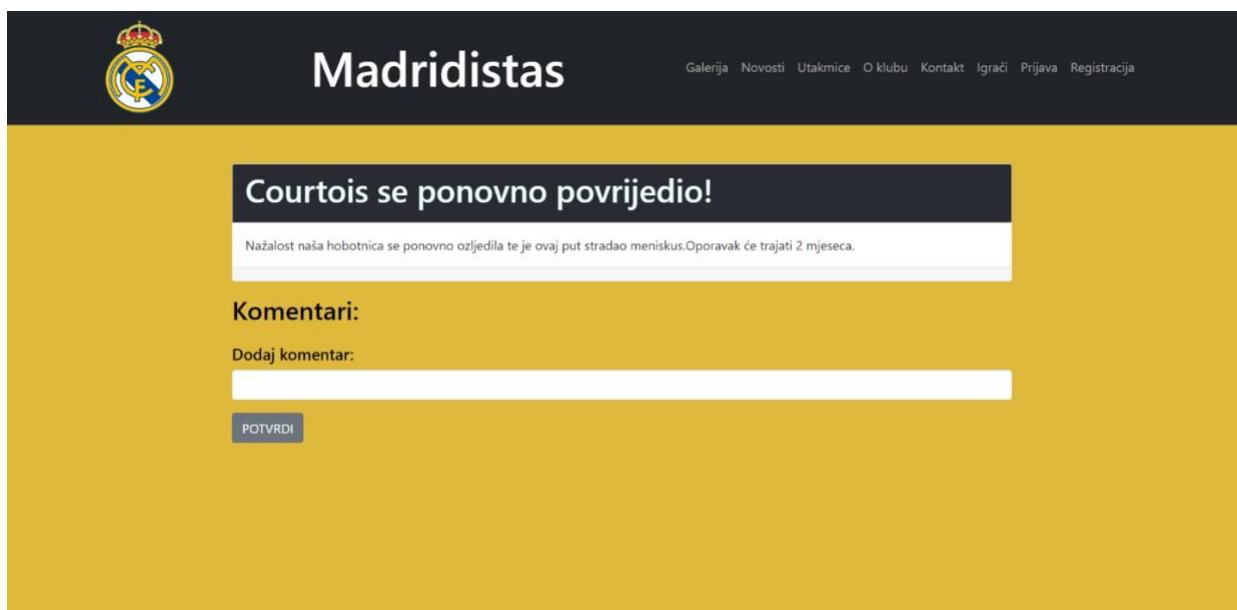 Madridistas
Galerija Novosti Utakmice O klubu Kontakt Igrači Prijava Registracija
Courtois se ponovno povrijedio!
Nažalost naša hobotnica se ponovno ozljedila te je ovaj put stradao meniskus.Oporavak će trajati 2 mjeseca.
Komentari:
Dodaj komentar:
POTVRDI